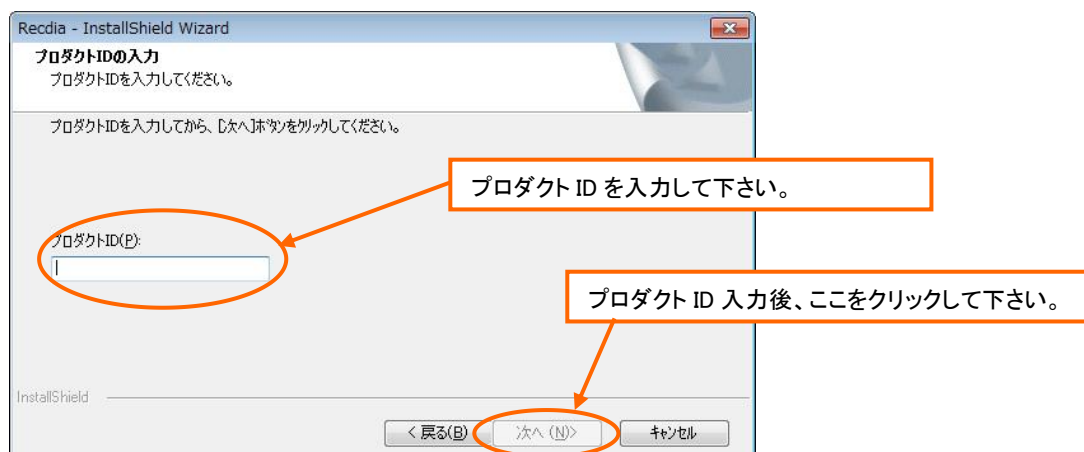 Recdia - InstallShield Wizard
プロダクトIDの入力
プロダクトIDを入力してください。
プロダクトIDを入力してから、[次へ]ボタンをクリックしてください。
プロダクト ID を入力して下さい。
プロダクトID(P):
プロダクト ID 入力後、ここをクリックして下さい。
InstallShield
< 戻る(B)
次へ (N)>
キャンセル